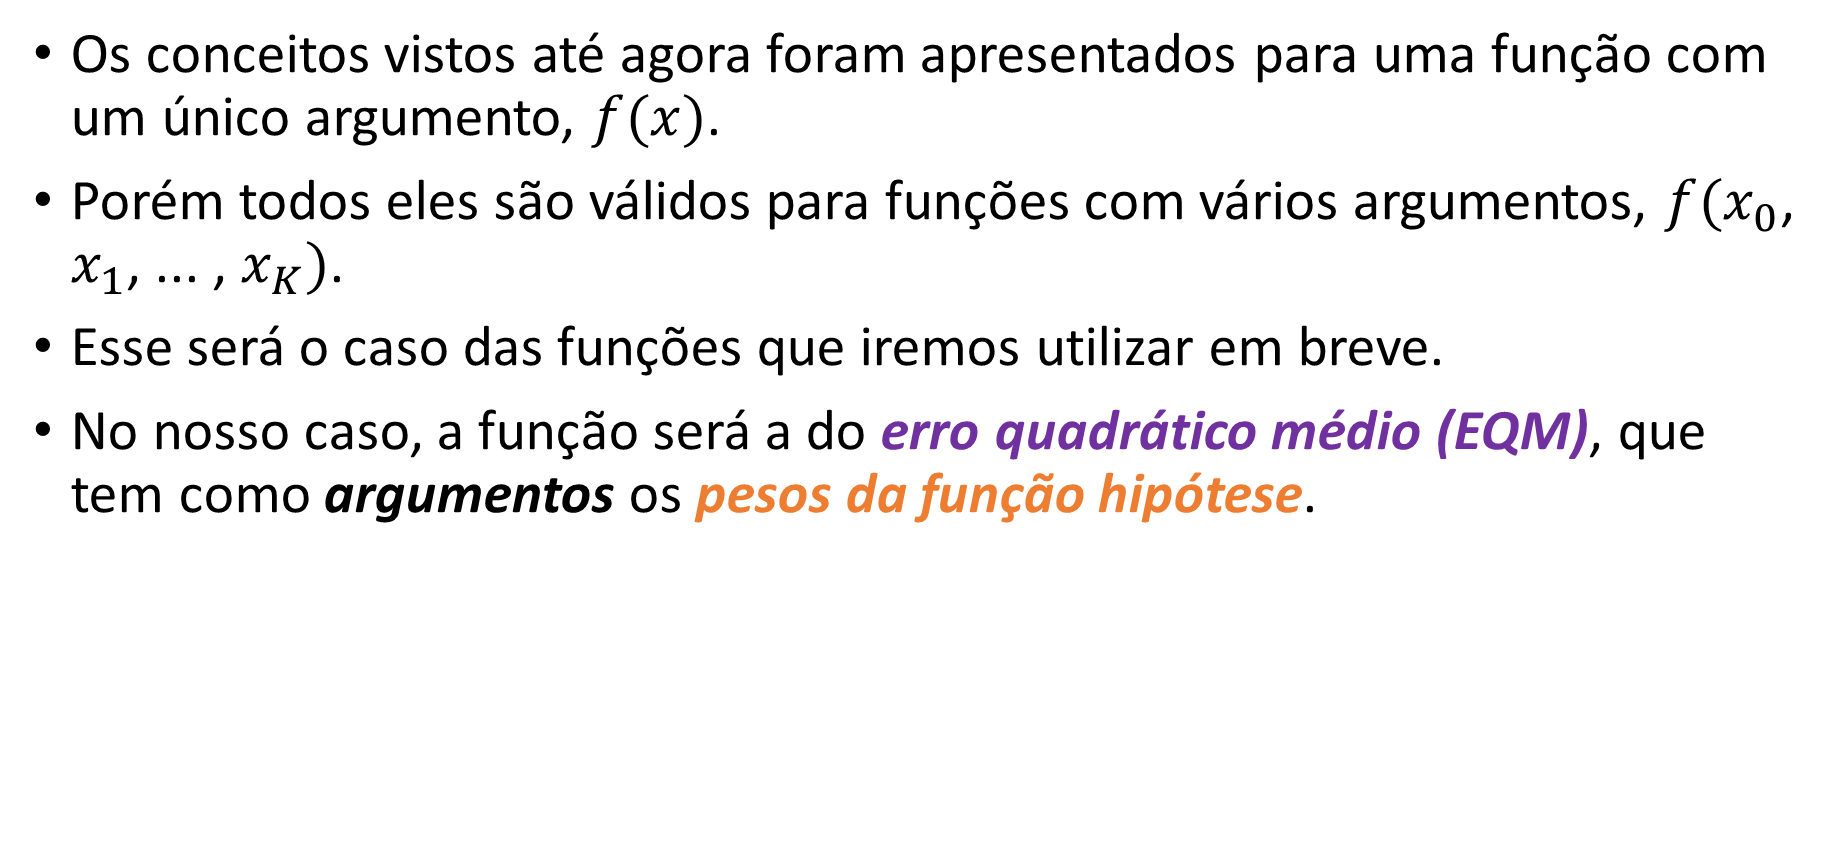 • Os conceitos vistos até agora foram apresentados para uma função com
um único argumento, 𝑓(𝑥).
• Porém todos eles são válidos para funções com vários argumentos, 𝑓(𝑥₀,
𝑥₁, … , 𝑥_𝐾).
• Esse será o caso das funções que iremos utilizar em breve.
• No nosso caso, a função será a do erro quadrático médio (EQM), que
tem como argumentos os pesos da função hipótese.